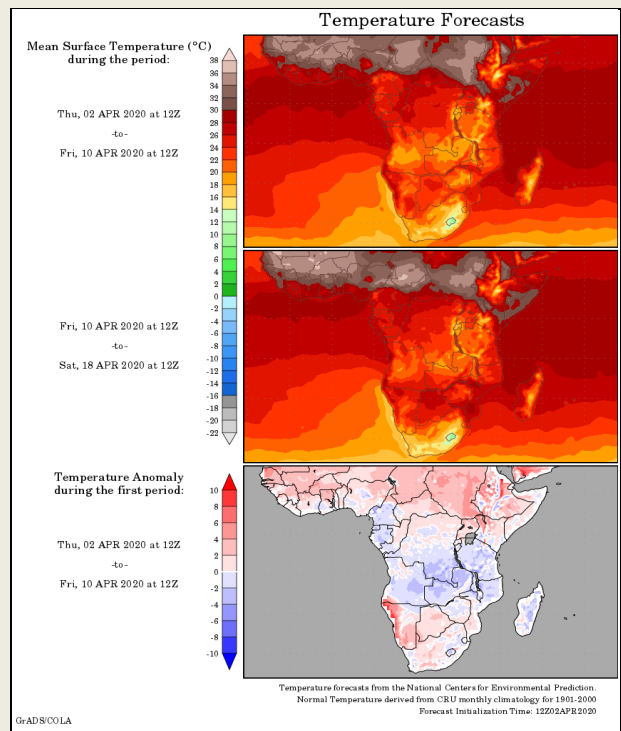 Temperature Forecasts
Mean Surface Temperature (°C)
during the period:
Thu, 02 APR 2020 at 12Z
-to-
Fri, 10 APR 2020 at 12Z
38
36
34
32
30
28
26
24
22
20
18
16
14
12
10
8
6
4
2
0
-2
-4
-6
-8
-10
-12
-14
-16
-18
-20
-22
Fri, 10 APR 2020 at 12Z
-to-
Sat, 18 APR 2020 at 12Z
Temperature Anomaly
during the first period:
Thu, 02 APR 2020 at 12Z
-to-
Fri, 10 APR 2020 at 12Z
10
8
6
4
2
0
-2
-4
-6
-8
-10
Temperature forecasts from the National Centers for Environmental Prediction.
Normal Temperature derived from CRU monthly climatology for 1901-2000
Forecast Initialization Time: 12Z02APR2020
GrADS/COLA